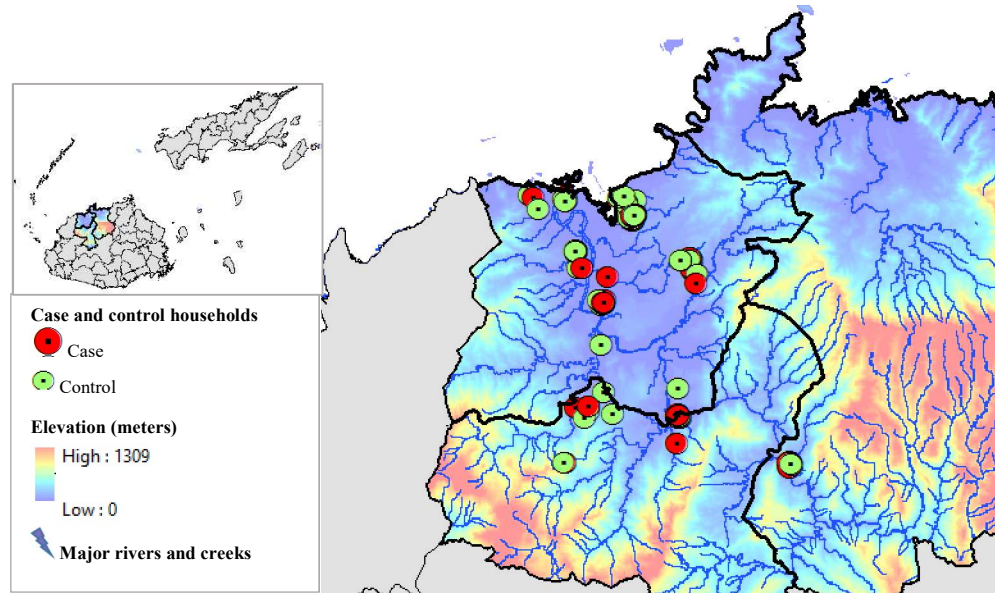 Case and control households
Case
Control
Elevation (meters)
High : 1309
Low : 0
Major rivers and creeks